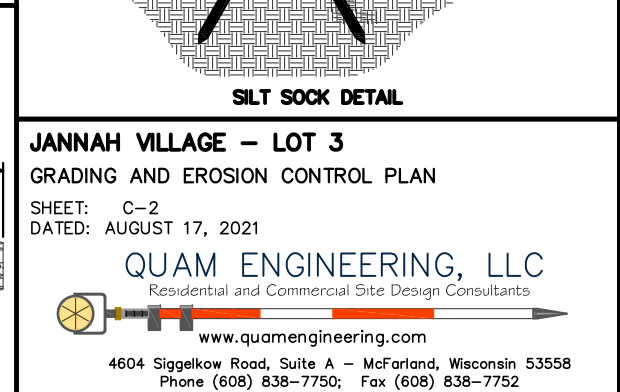 SILT SOCK DETAIL
JANNAH VILLAGE – LOT 3
GRADING AND EROSION CONTROL PLAN
SHEET: C–2
DATED: AUGUST 17, 2021
QUAM ENGINEERING, LLC
Residential and Commercial Site Design Consultants
www.quamengineering.com
4604 Siggelkow Road, Suite A – McFarland, Wisconsin 53558
Phone (608) 838–7750; Fax (608) 838–7752